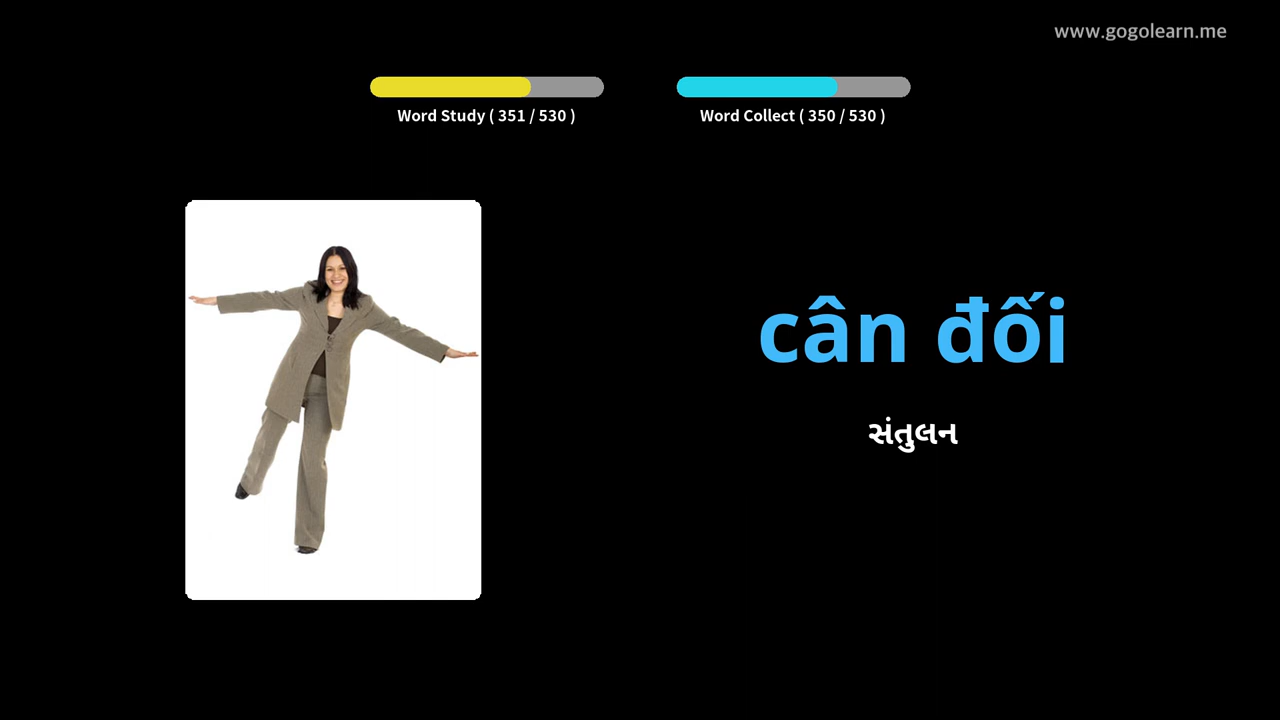 www.gogolearn.me
Word Study ( 351 / 530 )
Word Collect ( 350 / 530 )
cân đối
સંતુલન